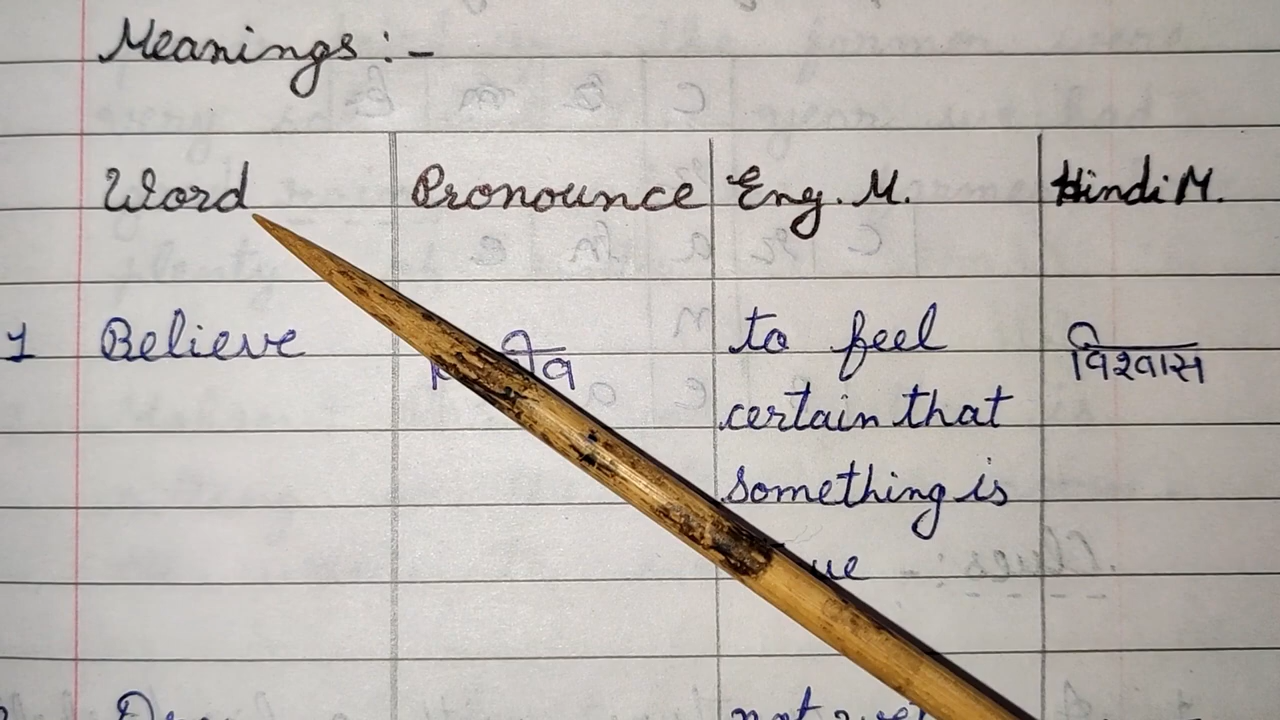 Meanings :-
Word Pronounce Eng. M. Hindi M.
1 Believe to feel विश्वास
certain that
something is